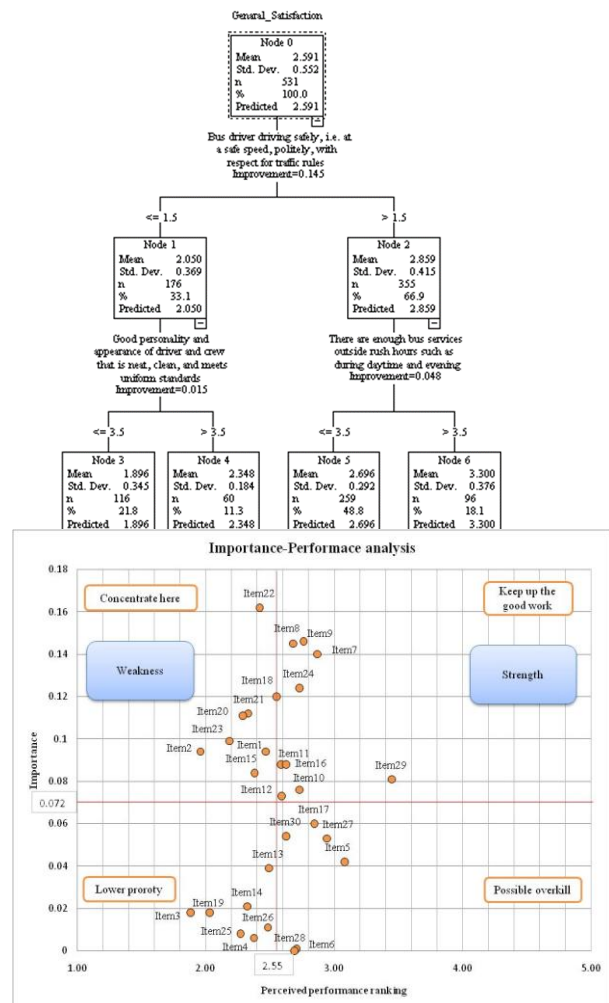 Genaral_Satisfaction
Node 0
Mean 2.591
Std. Dev. 0.552
n 531
% 100.0
Predicted 2.591
Bus driver driving safely, i.e. at
a safe speed, politely, with
respect for traffic rules
Improvement=0.145
<= 1.5
> 1.5
Node 1
Mean 2.050
Std. Dev. 0.369
n 176
% 33.1
Predicted 2.050
Node 2
Mean 2.859
Std. Dev. 0.415
n 355
% 66.9
Predicted 2.859
Good personality and
appearance of driver and crew
that is neat, clean, and meets
uniform standards
Improvement=0.015
There are enough bus services
outside rush hours such as
during daytime and evening
Improvement=0.048
<= 3.5
> 3.5
<= 3.5
> 3.5
Node 3
Mean 1.896
Std. Dev. 0.345
n 116
% 21.8
Predicted 1.896
Node 4
Mean 2.348
Std. Dev. 0.184
n 60
% 11.3
Predicted 2.348
Node 5
Mean 2.696
Std. Dev. 0.292
n 259
% 48.8
Predicted 2.696
Node 6
Mean 3.300
Std. Dev. 0.376
n 96
% 18.1
Predicted 3.300
Importance-Performace analysis
0.18
0.16
0.14
0.12
0.1
0.08
0.072
0.06
0.04
0.02
0
Importance
Concentrate here
Keep up the
good work
Weakness
Strength
Lower proroty
Possible overkill
Item22
Item8
Item9
Item7
Item18
Item24
Item21
Item20
Item23
Item2
Item1
Item11
Item16
Item15
Item29
Item10
Item12
Item17
Item30
Item27
Item5
Item13
Item14
Item19
Item3
Item26
Item25
Item4
Item28
Item6
1.00
2.00
2.55
3.00
4.00
5.00
Perceived performance ranking